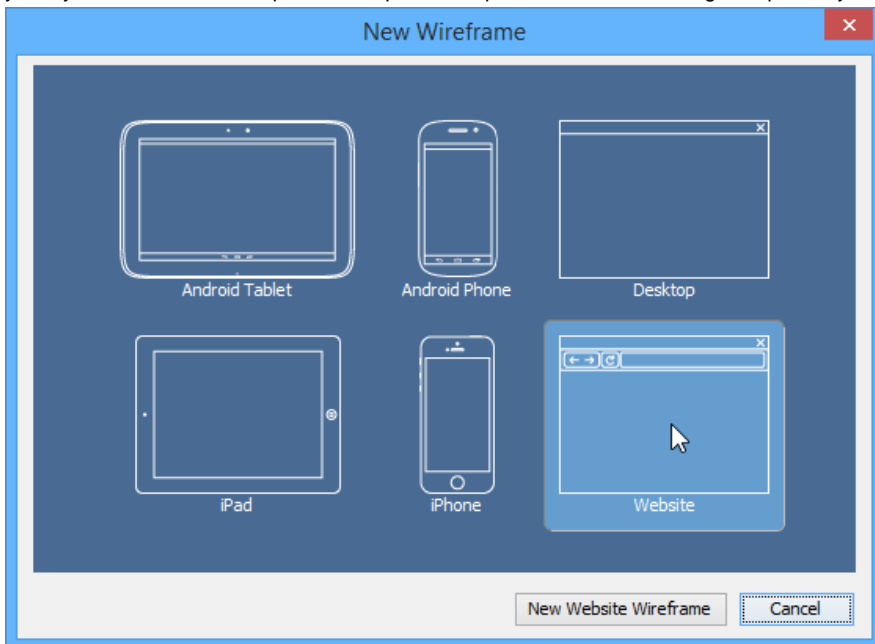 New Wireframe
Android Tablet
Android Phone
Desktop
iPad
iPhone
Website
New Website Wireframe
Cancel